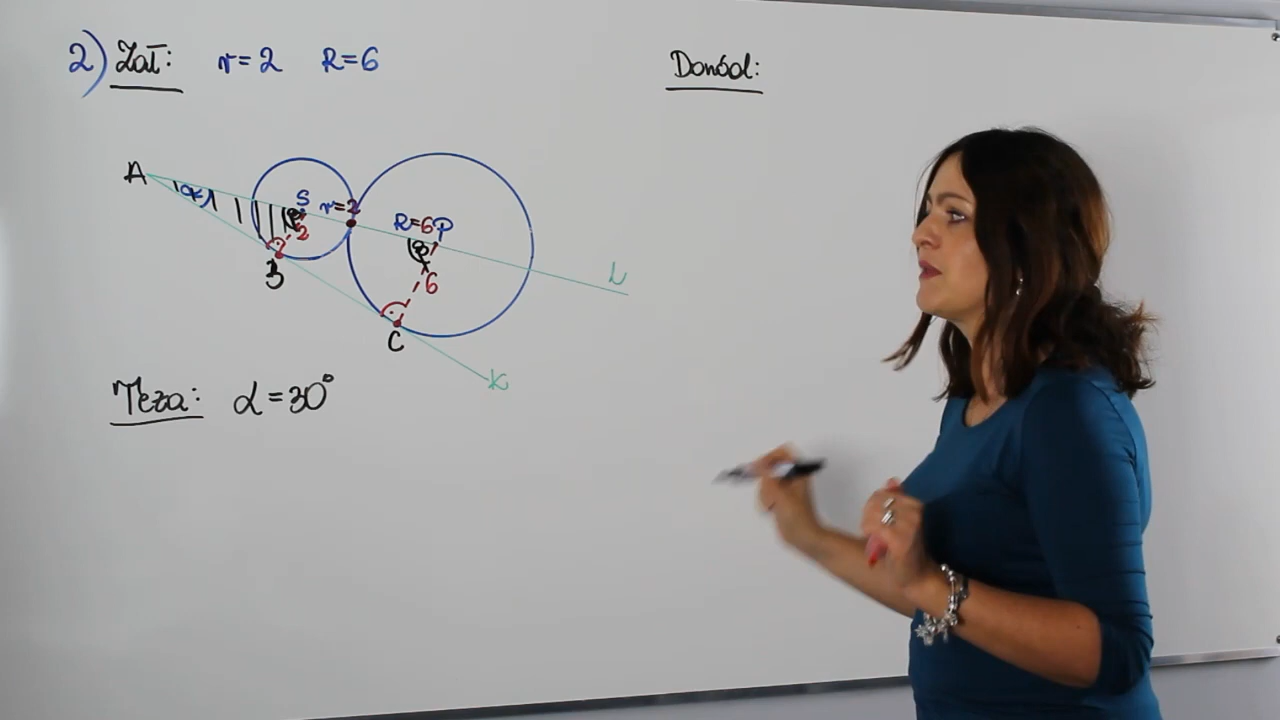 2) Zał: r=2 R=6
Dowód:
A
α
S
r=2
2
B
R=6
P
6
C
L
K
Teza: α=30°